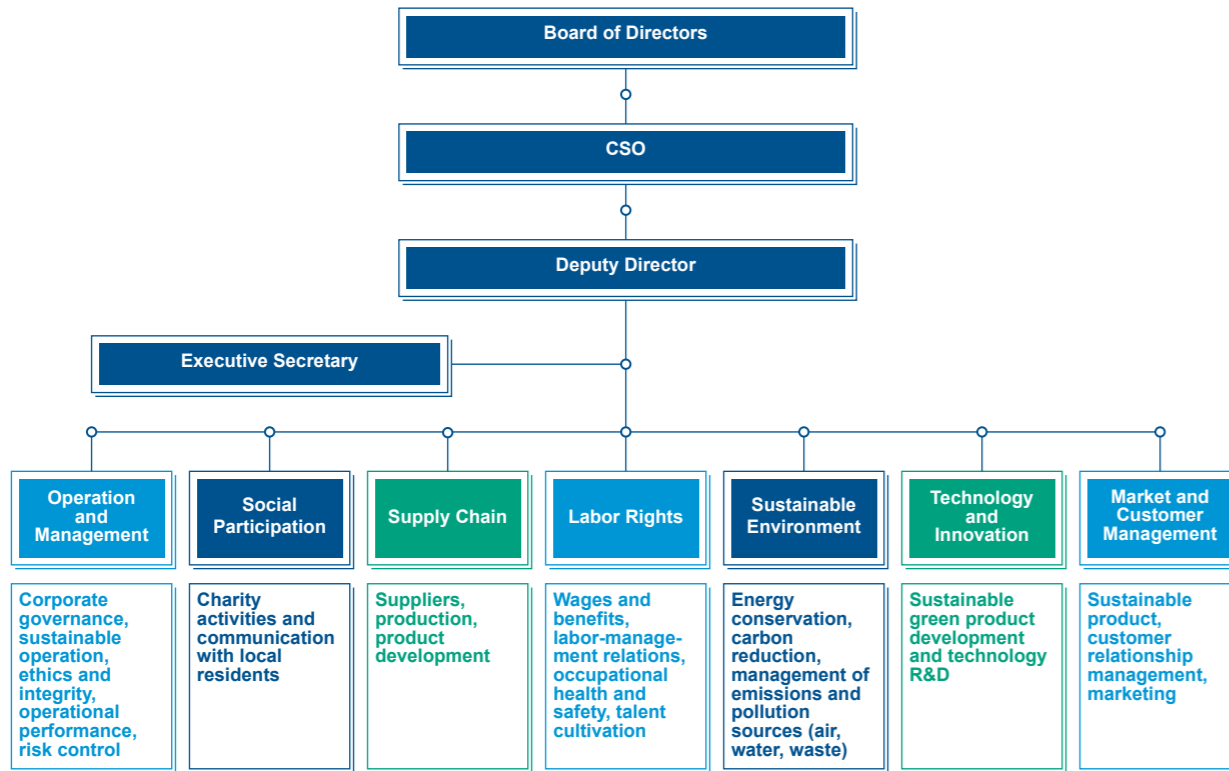 Board of Directors
CSO
Deputy Director
Executive Secretary
Operation
and
Management
Social
Participation
Supply Chain
Labor Rights
Sustainable
Environment
Technology
and
Innovation
Market and
Customer
Management
Corporate
governance,
sustainable
operation,
ethics and
integrity,
operational
performance,
risk control
Charity
activities and
communication
with local
residents
Suppliers,
production,
product
development
Wages and
benefits,
labor-manage-
ment relations,
occupational
health and
safety, talent
cultivation
Energy
conservation,
carbon
reduction,
management of
emissions and
pollution
sources (air,
water, waste)
Sustainable
green product
development
and technology
R&D
Sustainable
product,
customer
relationship
management,
marketing